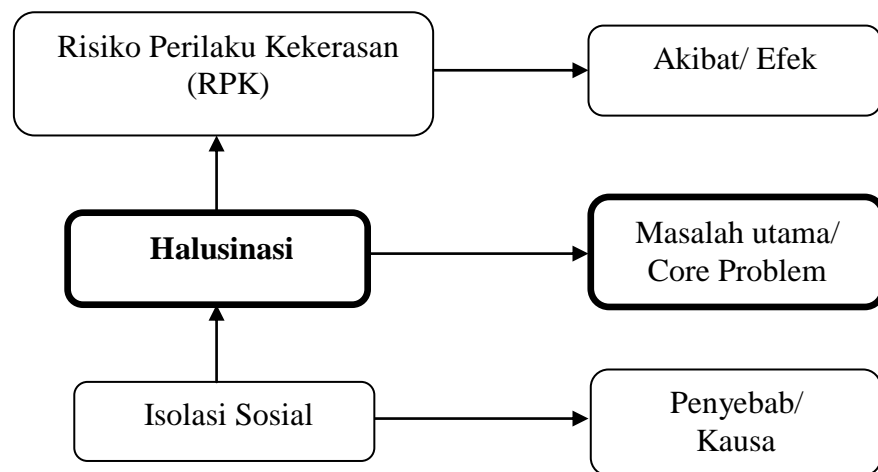 Risiko Perilaku Kekerasan
(RPK)
Akibat/ Efek
Halusinasi
Masalah utama/
Core Problem
Isolasi Sosial
Penyebab/
Kausa